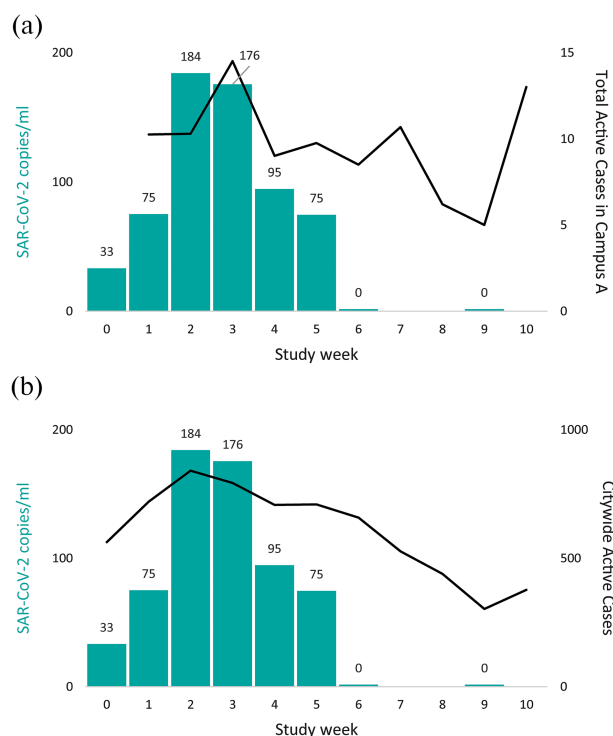 (a)
SAR-CoV-2 copies/ml
200
100
0
33
75
184
176
95
75
0
0
15
10
5
0
Total Active Cases in Campus A
0 1 2 3 4 5 6 7 8 9 10
Study week
(b)
SAR-CoV-2 copies/ml
200
100
0
33
75
184
176
95
75
0
0
1000
500
0
Citywide Active Cases
0 1 2 3 4 5 6 7 8 9 10
Study week